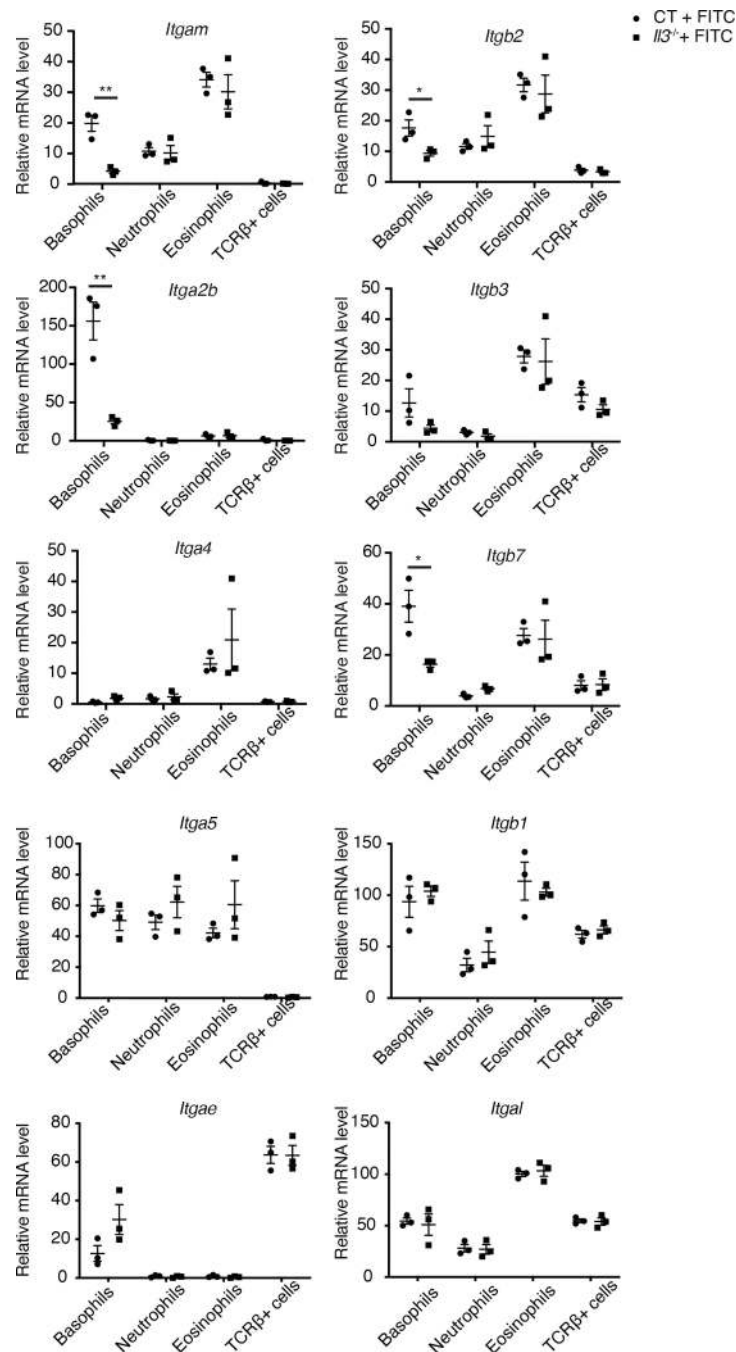 CT + FITC
Il3-/-+ FITC
Itgam
Relative mRNA level
50
40
30
20
10
0
**
Basophils
Neutrophils
Eosinophils
TCRβ+ cells
Itgb2
Relative mRNA level
50
40
30
20
10
0
*
Basophils
Neutrophils
Eosinophils
TCRβ+ cells
Itga2b
Relative mRNA level
200
150
100
50
0
**
Basophils
Neutrophils
Eosinophils
TCRβ+ cells
Itgb3
Relative mRNA level
50
40
30
20
10
0
Basophils
Neutrophils
Eosinophils
TCRβ+ cells
Itga4
Relative mRNA level
50
40
30
20
10
0
Basophils
Neutrophils
Eosinophils
TCRβ+ cells
Itgb7
Relative mRNA level
60
40
20
0
*
Basophils
Neutrophils
Eosinophils
TCRβ+ cells
Itga5
Relative mRNA level
100
80
60
40
20
0
Basophils
Neutrophils
Eosinophils
TCRβ+ cells
Itgb1
Relative mRNA level
150
100
50
0
Basophils
Neutrophils
Eosinophils
TCRβ+ cells
Itgae
Relative mRNA level
80
60
40
20
0
Basophils
Neutrophils
Eosinophils
TCRβ+ cells
Itgal
Relative mRNA level
150
100
50
0
Basophils
Neutrophils
Eosinophils
TCRβ+ cells